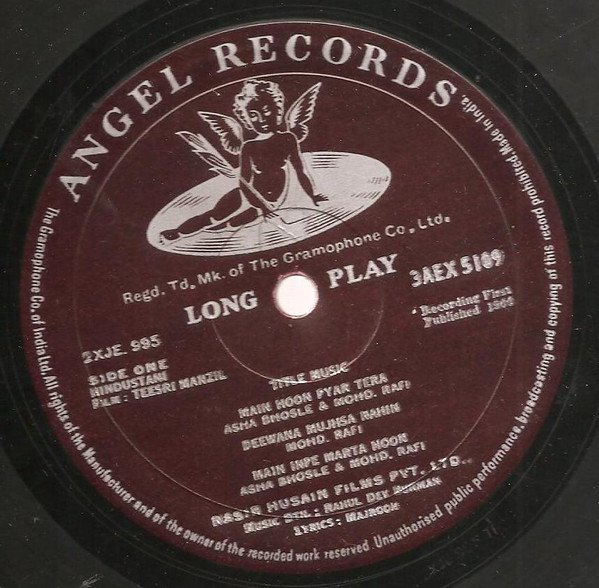 ANGEL RECORDS
Regd. Td. Mk. of The Gramophone Co., Ltd.
LONG PLAY
3AEX 5109
2XJE. 995
Recording First
Published 1966
SIDE ONE
HINDUSTANI
FILM : TEESRI MANZIL
TITLE MUSIC
MAIN HOON PYAR TERA
ASHA BHOSLE & MOHD. RAFI
DEEWANA MUJHSA NAHIN
MOHD. RAFI
MAIN INPE MARTA HOON
ASHA BHOSLE & MOHD. RAFI
NASIR HUSAIN FILMS PVT. LTD..
MUSIC DIR. : RAHUL DEV BURMAN
LYRICS : MAJROOH
The Gramophone Co. of India Ltd. All rights of the Manufacturer and of the owner of the recorded work reserved. Unauthorised public performance, broadcasting and copying of this record prohibited. Made in India.